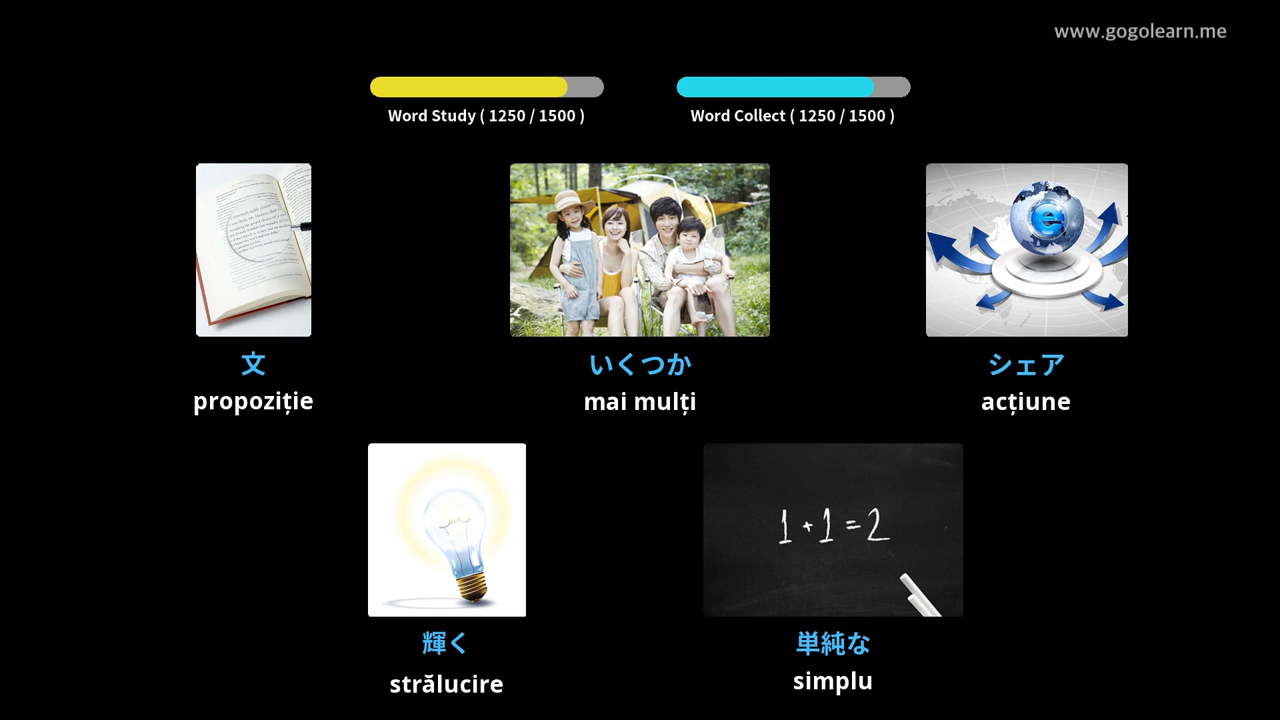 www.gogolearn.me
Word Study ( 1250 / 1500 )
Word Collect ( 1250 / 1500 )
文
propoziție
いくつか
mai mulți
シェア
acțiune
輝く
strălucire
1 + 1 = 2
単純な
simplu